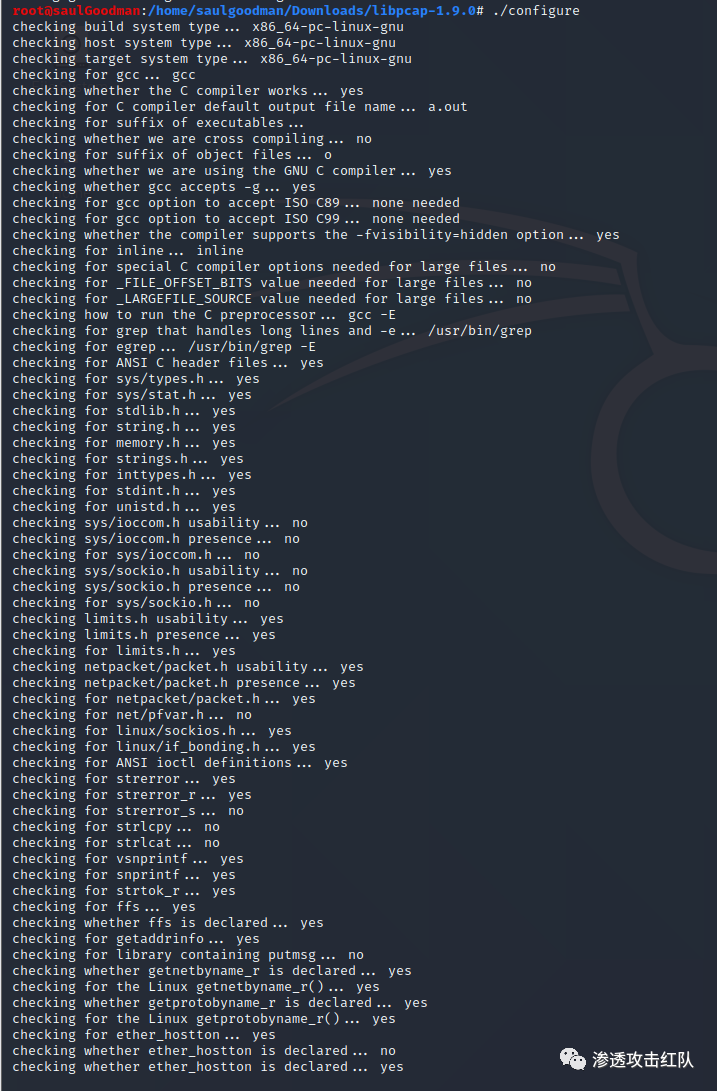 root@saulGoodman:/home/saulgoodman/Downloads/libpcap-1.9.0# ./configure
checking build system type... x86_64-pc-linux-gnu
checking host system type... x86_64-pc-linux-gnu
checking target system type... x86_64-pc-linux-gnu
checking for gcc... gcc
checking whether the C compiler works... yes
checking for C compiler default output file name... a.out
checking for suffix of executables...
checking whether we are cross compiling... no
checking for suffix of object files... o
checking whether we are using the GNU C compiler... yes
checking whether gcc accepts -g... yes
checking for gcc option to accept ISO C89... none needed
checking for gcc option to accept ISO C99... none needed
checking whether the compiler supports the -fvisibility=hidden option... yes
checking for inline... inline
checking for special C compiler options needed for large files... no
checking for _FILE_OFFSET_BITS value needed for large files... no
checking for _LARGEFILE_SOURCE value needed for large files... no
checking how to run the C preprocessor... gcc -E
checking for grep that handles long lines and -e... /usr/bin/grep
checking for egrep... /usr/bin/grep -E
checking for ANSI C header files... yes
checking for sys/types.h... yes
checking for sys/stat.h... yes
checking for stdlib.h... yes
checking for string.h... yes
checking for memory.h... yes
checking for strings.h... yes
checking for inttypes.h... yes
checking for stdint.h... yes
checking for unistd.h... yes
checking sys/ioccom.h usability... no
checking sys/ioccom.h presence... no
checking for sys/ioccom.h... no
checking sys/sockio.h usability... no
checking sys/sockio.h presence... no
checking for sys/sockio.h... no
checking limits.h usability... yes
checking limits.h presence... yes
checking for limits.h... yes
checking netpacket/packet.h usability... yes
checking netpacket/packet.h presence... yes
checking for netpacket/packet.h... yes
checking for net/pfvar.h... no
checking for linux/sockios.h... yes
checking for linux/if_bonding.h... yes
checking for ANSI ioctl definitions... yes
checking for strerror... yes
checking for strerror_r... yes
checking for strerror_s... no
checking for strlcpy... no
checking for strlcat... no
checking for vsnprintf... yes
checking for snprintf... yes
checking for strtok_r... yes
checking for ffs... yes
checking whether ffs is declared... yes
checking for getaddrinfo... yes
checking for library containing putmsg... no
checking whether getnetbyname_r is declared... yes
checking for the Linux getnetbyname_r()... yes
checking whether getprotobyname_r is declared... yes
checking for the Linux getprotobyname_r()... yes
checking for ether_hostton... yes
checking whether ether_hostton is declared... no
checking whether ether_hostton is declared... yes
渗透攻击红队